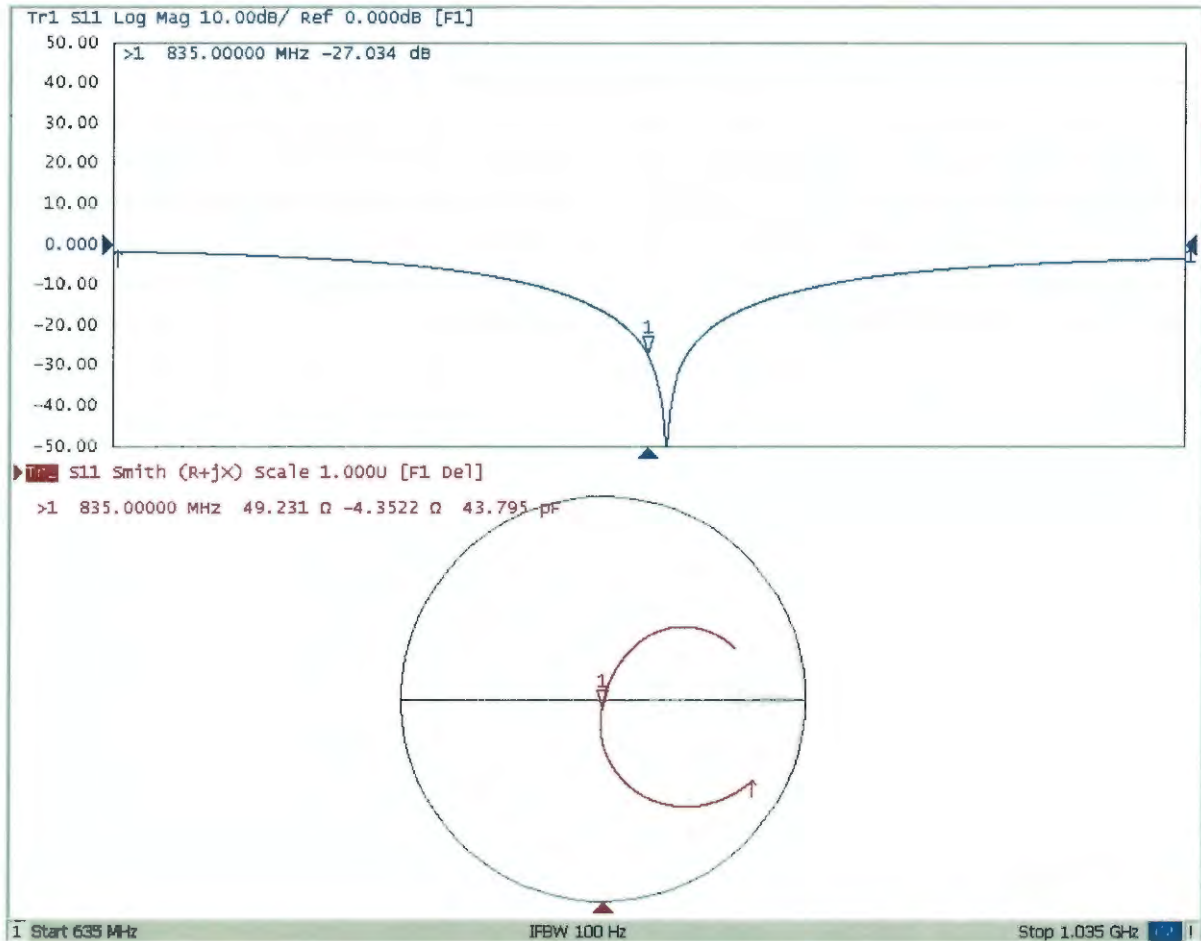 Tr1 S11 Log Mag 10.00dB/ Ref 0.000dB [F1]
50.00
>1 835.00000 MHz -27.034 dB
40.00
30.00
20.00
10.00
0.000
-10.00
-20.00
1
-30.00
-40.00
-50.00
S11 Smith (R+jX) Scale 1.000U [F1 Del]
>1 835.00000 MHz 49.231 Ω -4.3522 Ω 43.795 pF
1
1 Start 635 MHz IFBW 100 Hz Stop 1.035 GHz